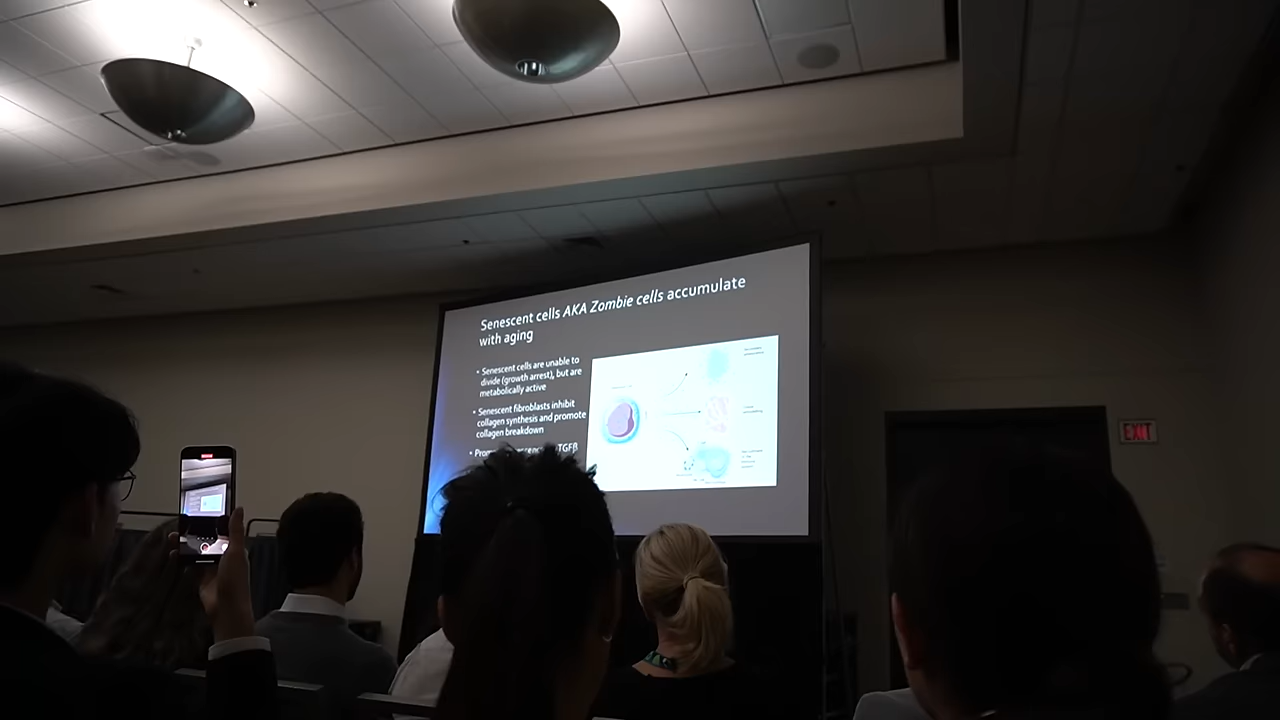 Senescent cells AKA Zombie cells accumulate
with aging
- Senescent cells are unable to
divide (growth arrest), but are
metabolically active
- Senescent fibroblasts inhibit
collagen synthesis and promote
collagen breakdown
- TGFβ
EXIT